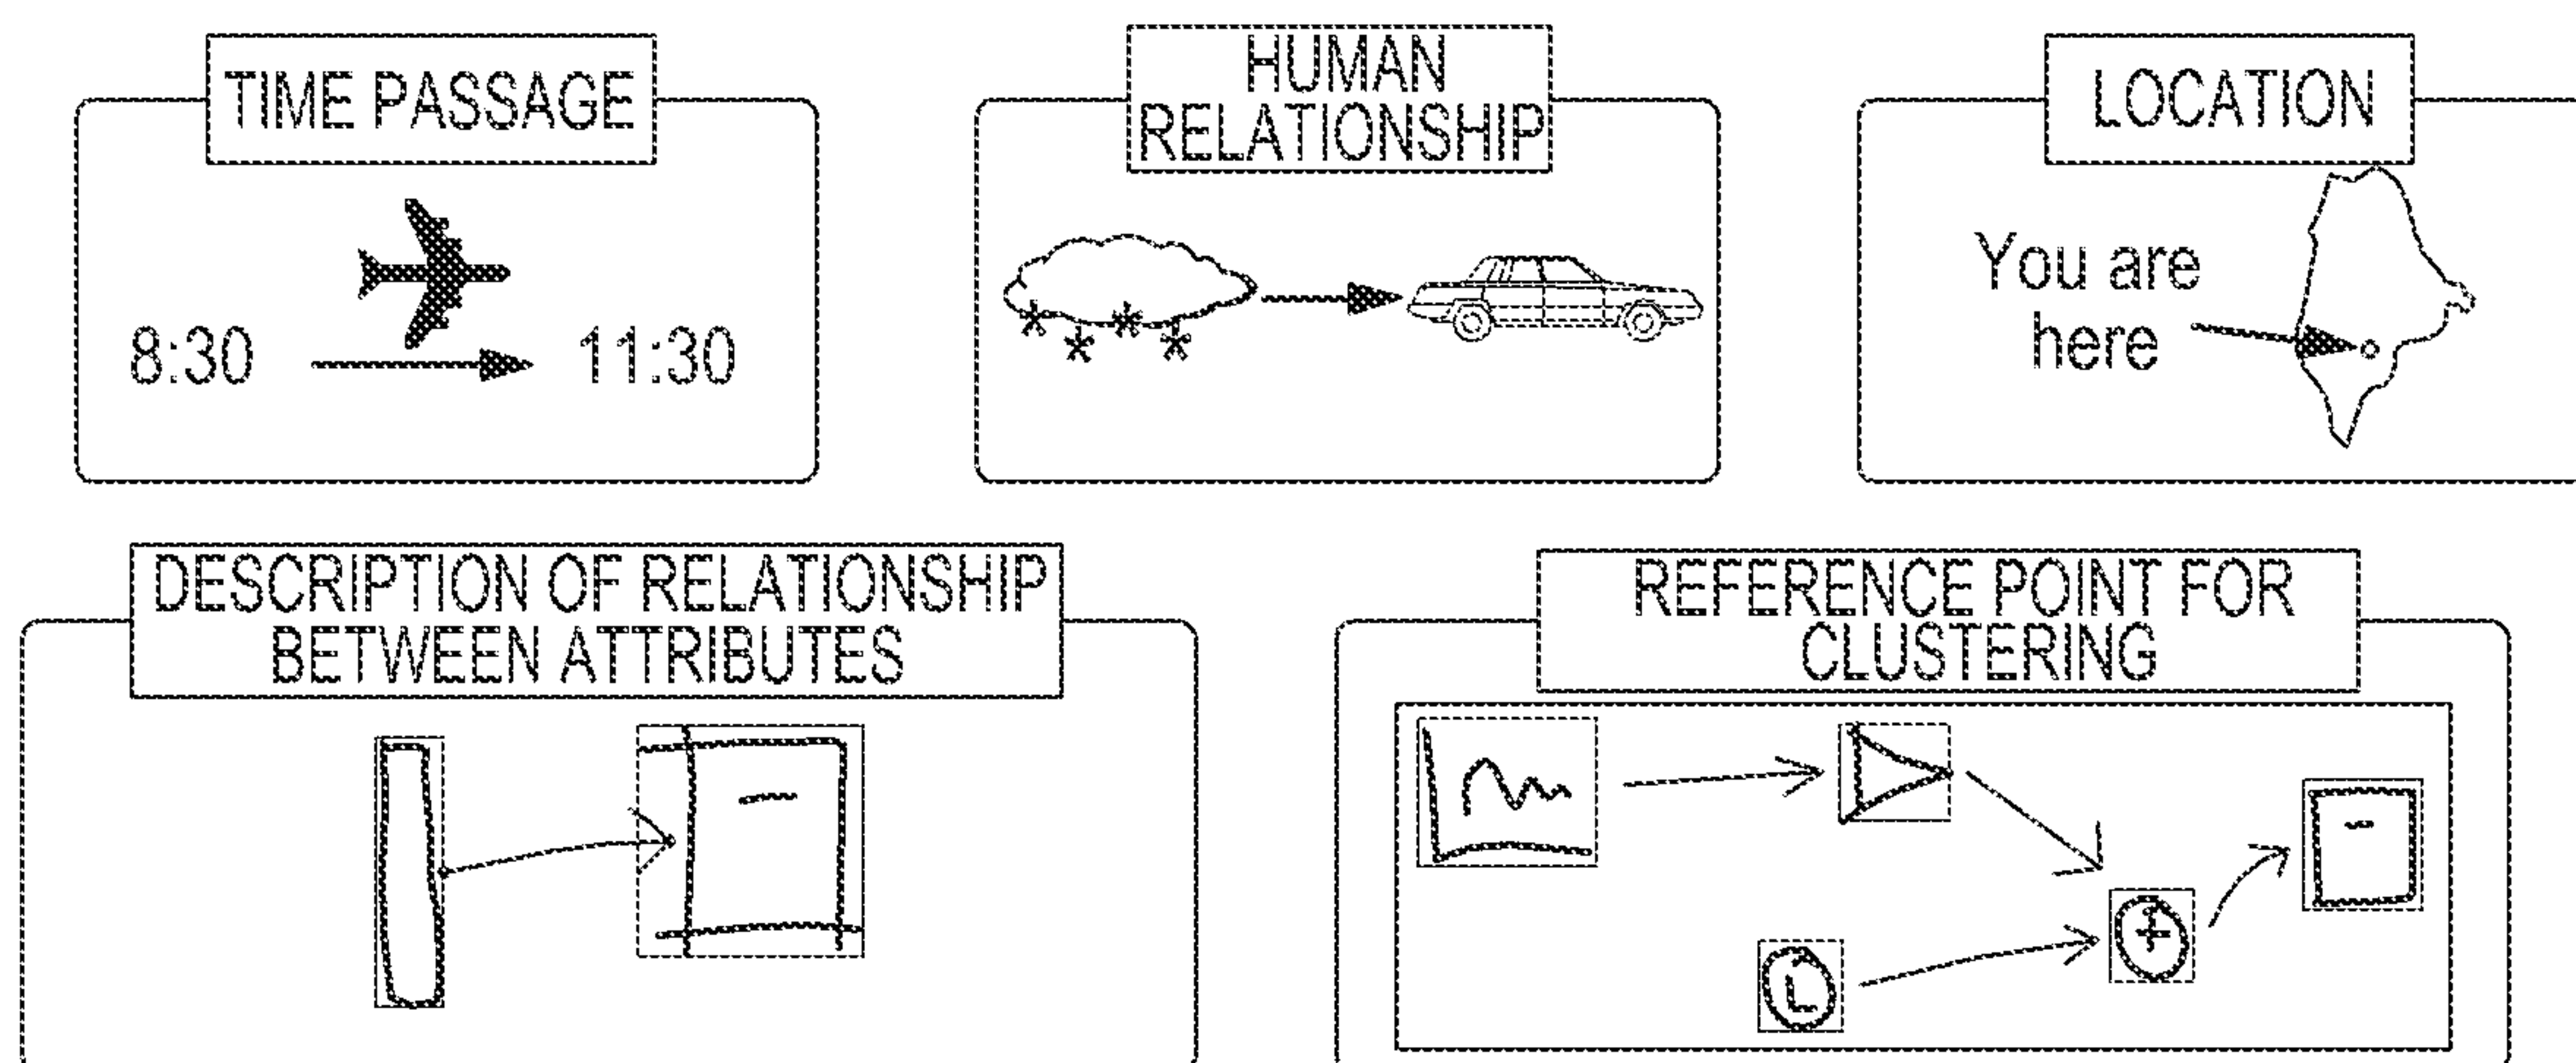 TIME PASSAGE
8:30
11:30
HUMAN
RELATIONSHIP
LOCATION
You are
here
DESCRIPTION OF RELATIONSHIP
BETWEEN ATTRIBUTES
REFERENCE POINT FOR
CLUSTERING
L
+